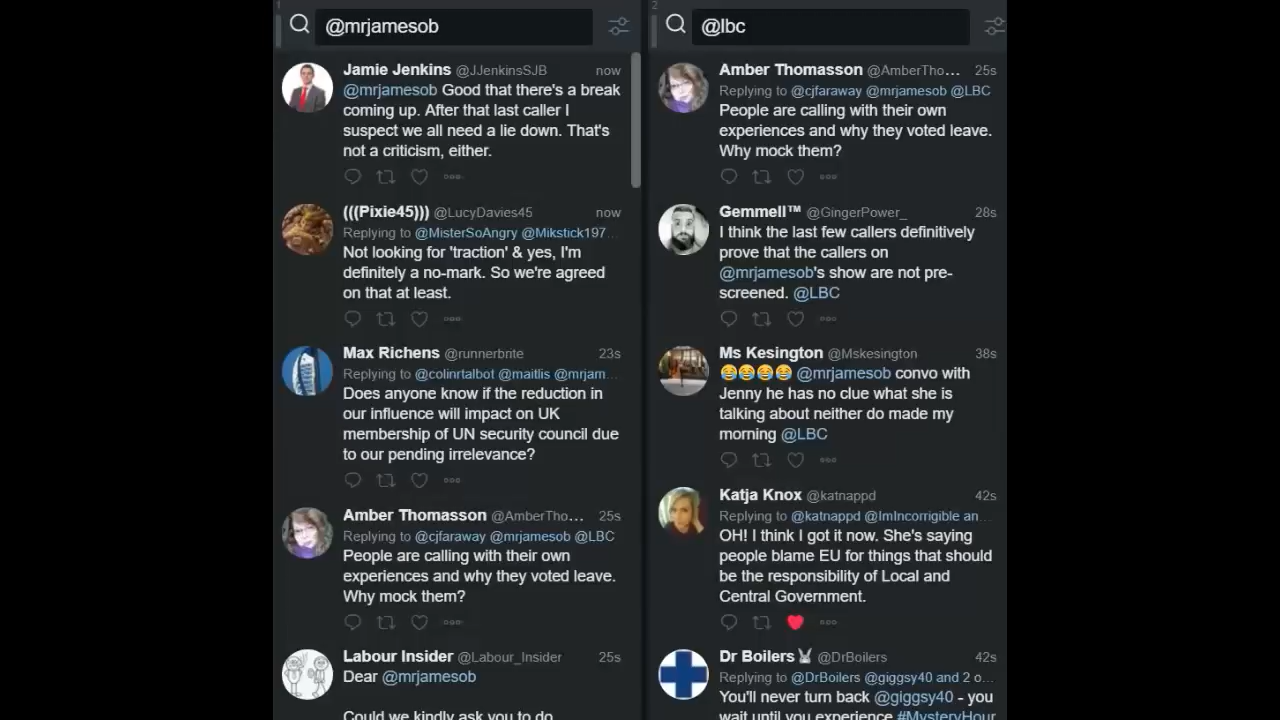 1
@mrjamesob
Jamie Jenkins @JJenkinsSJB now
@mrjamesob Good that there's a break
coming up. After that last caller I
suspect we all need a lie down. That's
not a criticism, either.
(((Pixie45))) @LucyDavies45 now
Replying to @MisterSoAngry @Mikstick197...
Not looking for 'traction' & yes, I'm
definitely a no-mark. So we're agreed
on that at least.
Max Richens @runnerbrite 23s
Replying to @colinrtalbot @maitlis @mrjam...
Does anyone know if the reduction in
our influence will impact on UK
membership of UN security council due
to our pending irrelevance?
Amber Thomasson @AmberTho... 25s
Replying to @cjfaraway @mrjamesob @LBC
People are calling with their own
experiences and why they voted leave.
Why mock them?
Labour Insider @Labour_Insider 25s
Dear @mrjamesob
Could we kindly ask you to do
2
@lbc
Amber Thomasson @AmberTho... 25s
Replying to @cjfaraway @mrjamesob @LBC
People are calling with their own
experiences and why they voted leave.
Why mock them?
Gemmell™ @GingerPower_ 28s
I think the last few callers definitively
prove that the callers on
@mrjamesob's show are not pre-
screened. @LBC
Ms Kesington @Mskesington 38s
😂😂😂😂 @mrjamesob convo with
Jenny he has no clue what she is
talking about neither do made my
morning @LBC
Katja Knox @katnappd 42s
Replying to @katnappd @ImIncorrigible an...
OH! I think I got it now. She's saying
people blame EU for things that should
be the responsibility of Local and
Central Government.
Dr Boilers🐰 @DrBoilers 42s
Replying to @DrBoilers @giggsy40 and 2 o...
You'll never turn back @giggsy40 - you
wait until you experience #MysteryHour